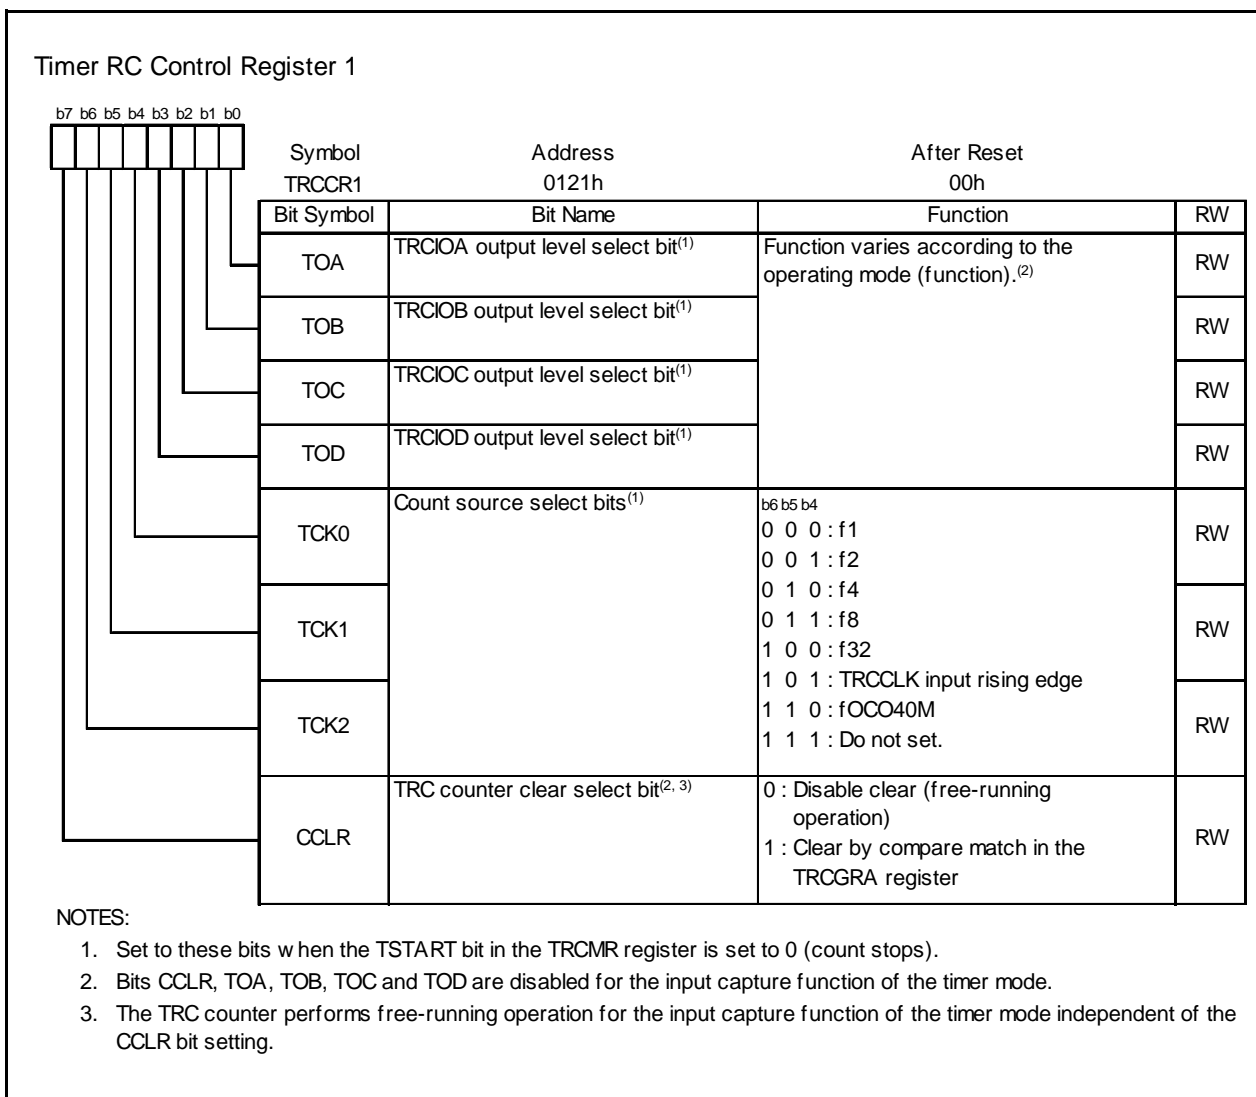 Timer RC Control Register 1
b7 b6 b5 b4 b3 b2 b1 b0
Symbol Address After Reset
TRCCR1 0121h 00h
Bit Symbol Bit Name Function RW
TOA TRCIOA output level select bit(1) Function varies according to the operating mode (function).(2) RW
TOB TRCIOB output level select bit(1) RW
TOC TRCIOC output level select bit(1) RW
TOD TRCIOD output level select bit(1) RW
TCK0 Count source select bits(1) b6 b5 b4 RW
0 0 0 : f1
0 0 1 : f2
0 1 0 : f4
TCK1 0 1 1 : f8 RW
1 0 0 : f32
1 0 1 : TRCCLK input rising edge
TCK2 1 1 0 : fOCO40M RW
1 1 1 : Do not set.
CCLR TRC counter clear select bit(2, 3) 0 : Disable clear (free-running RW
operation)
1 : Clear by compare match in the
TRCGRA register
NOTES:
1. Set to these bits when the TSTART bit in the TRCMR register is set to 0 (count stops).
2. Bits CCLR, TOA, TOB, TOC and TOD are disabled for the input capture function of the timer mode.
3. The TRC counter performs free-running operation for the input capture function of the timer mode independent of the
CCLR bit setting.